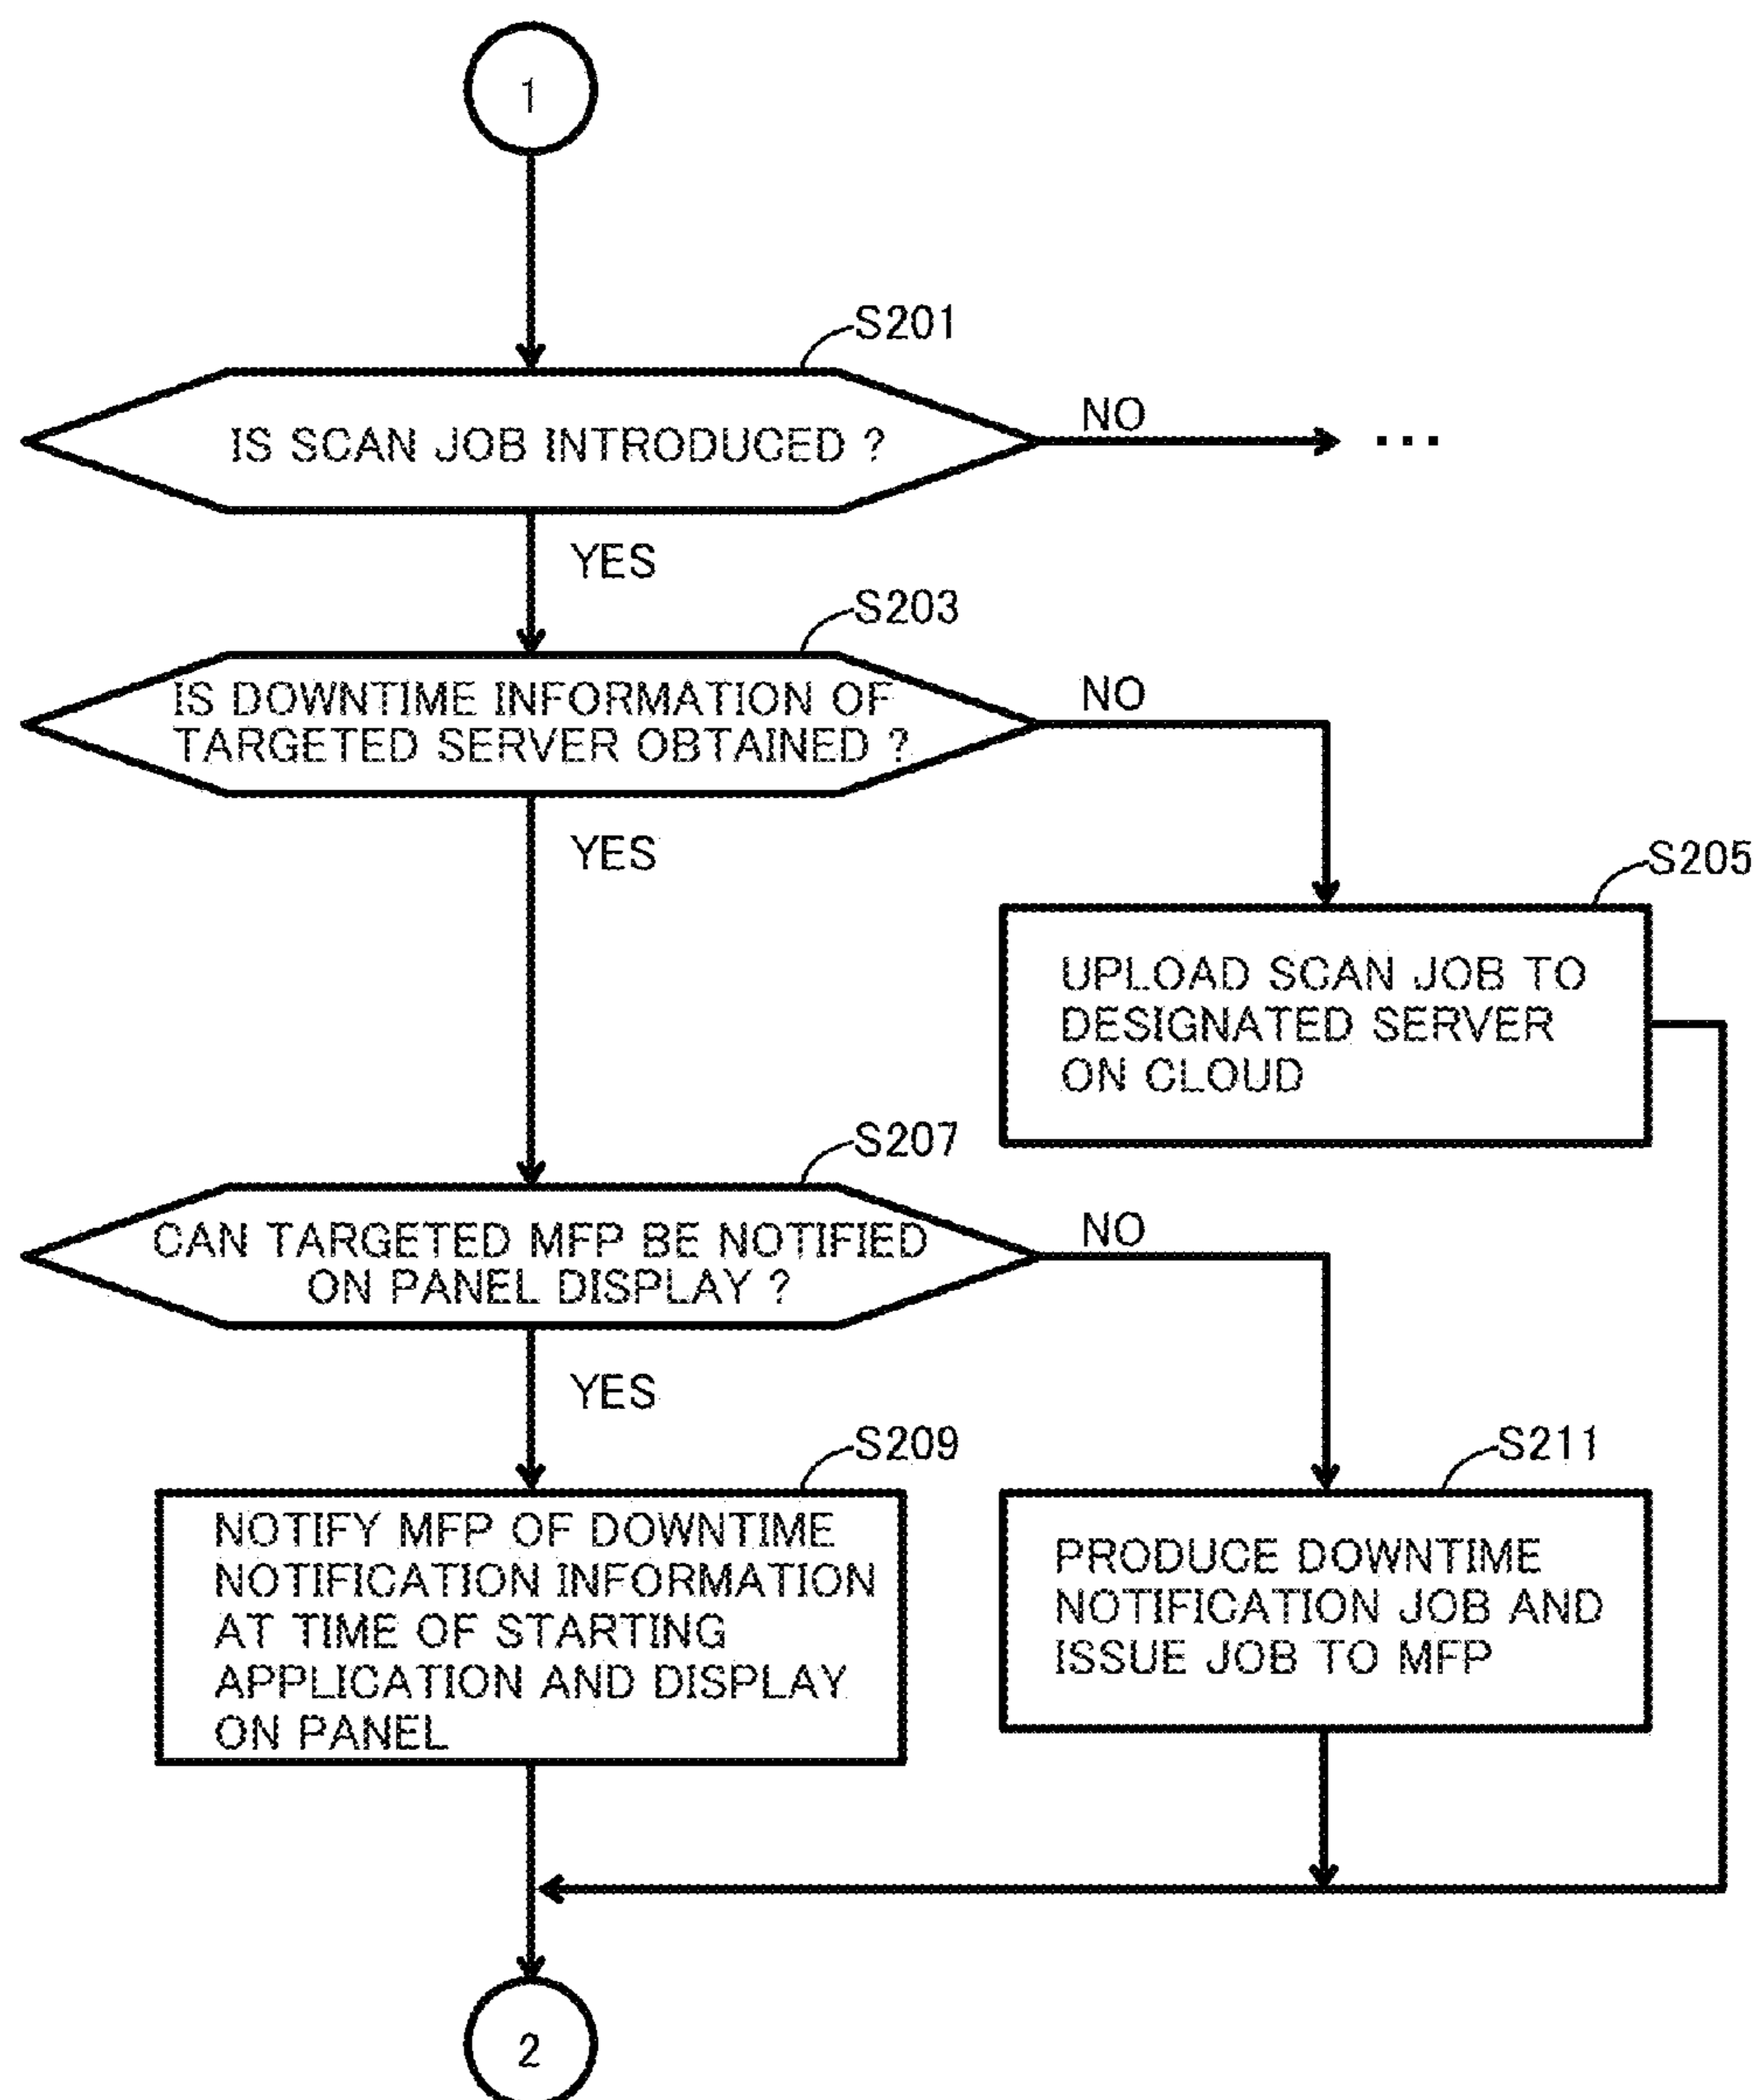 1
S201
IS SCAN JOB INTRODUCED ?
NO
...
YES
S203
IS DOWNTIME INFORMATION OF
TARGETED SERVER OBTAINED ?
NO
YES
S205
UPLOAD SCAN JOB TO
DESIGNATED SERVER
ON CLOUD
S207
CAN TARGETED MFP BE NOTIFIED
ON PANEL DISPLAY ?
NO
YES
S209
NOTIFY MFP OF DOWNTIME
NOTIFICATION INFORMATION
AT TIME OF STARTING
APPLICATION AND DISPLAY
ON PANEL
S211
PRODUCE DOWNTIME
NOTIFICATION JOB AND
ISSUE JOB TO MFP
2